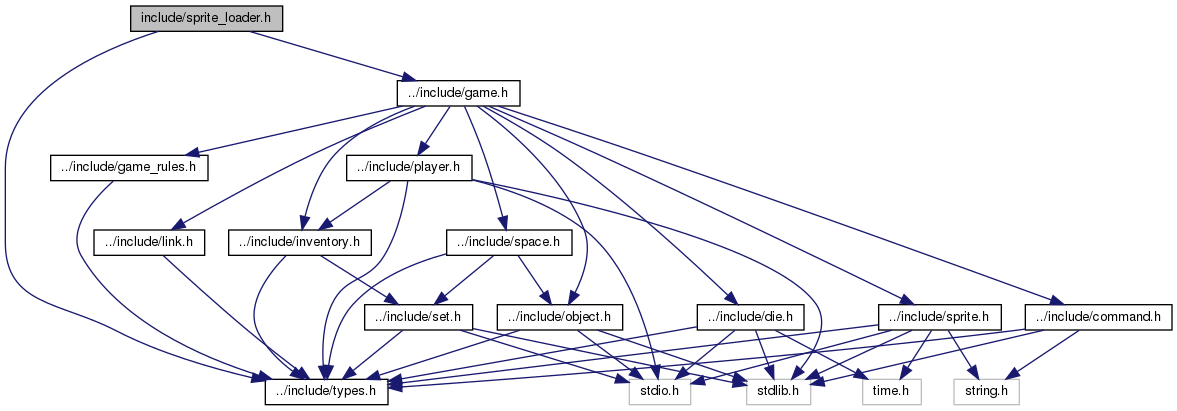 include/sprite_loader.h
../include/game.h
../include/game_rules.h
../include/player.h
../include/link.h
../include/inventory.h
../include/space.h
../include/set.h
../include/object.h
../include/die.h
../include/sprite.h
../include/command.h
../include/types.h
stdio.h
stdlib.h
time.h
string.h